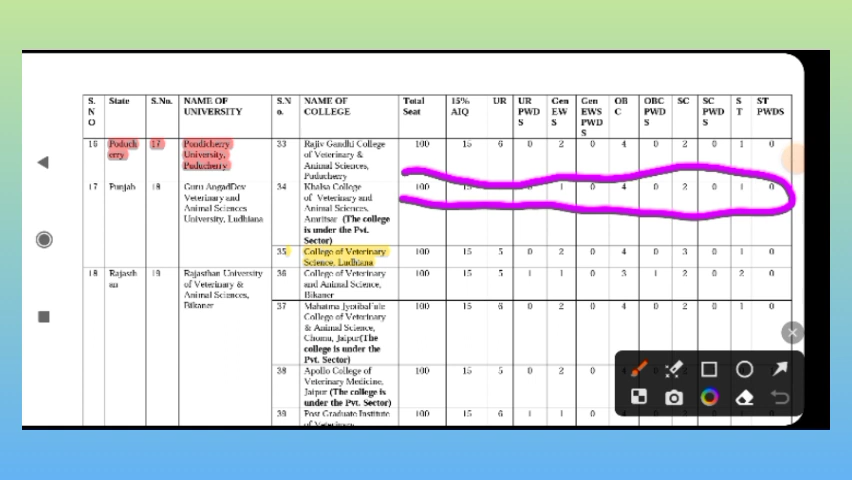 S. N O State S.No. NAME OF UNIVERSITY S.N o. NAME OF COLLEGE Total Seat 15% AIQ UR UR PWD S Gen EW S Gen EWS PWD S OB C OBC PWD S SC SC PWD S S T ST PWDS
16 Poduch erry 17 Pondicherry University, Puducherry 33 Rajiv Gandhi College of Veterinary & Animal Sciences, Puducherry 100 15 6 0 2 0 4 0 2 0 1 0
17 Punjab 18 Guru AngadDev Veterinary and Animal Sciences University, Ludhiana 34 Khalsa College of Veterinary and Animal Sciences, Amritsar (The college is under the Pvt. Sector) 100 15 1 0 4 0 2 0 1 0
35 College of Veterinary Science, Ludhiana 100 15 5 0 2 0 4 0 3 0 1 0
18 Rajasth an 19 Rajasthan University of Veterinary & Animal Sciences, Bikaner 36 College of Veterinary and Animal Science, Bikaner 100 15 5 1 1 0 3 1 2 0 2 0
37 Mahatma College of Veterinary & Animal Science, Chomu, Jaipur(The college is under the Pvt. Sector) 100 15 6 0 2 0 4 0 2 0 1 0
38 Apollo College of Veterinary Medicine, Jaipur (The college is under the Pvt. Sector) 100 15 5 0 2 0
39 Post Graduate Institute of Veterinary 100 15 6 1 1 0